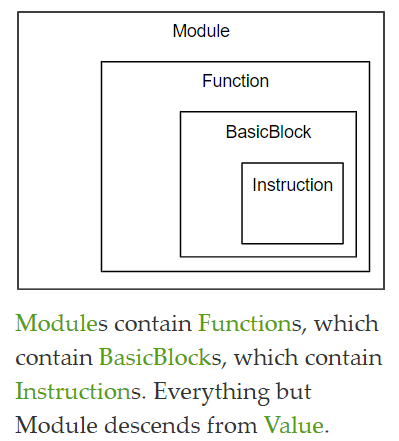 Module
Function
BasicBlock
Instruction
Modules contain Functions, which
contain BasicBlocks, which contain
Instructions. Everything but
Module descends from Value.